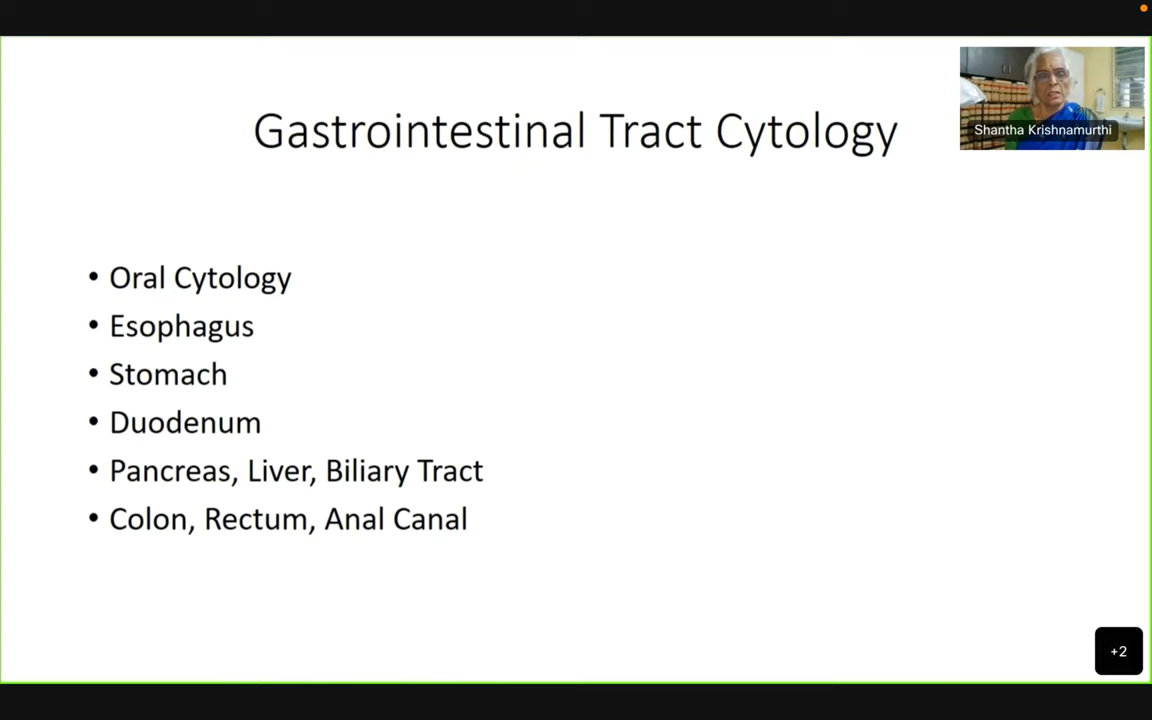 Gastrointestinal Tract Cytology
Shantha Krishnamurthi
• Oral Cytology
• Esophagus
• Stomach
• Duodenum
• Pancreas, Liver, Biliary Tract
• Colon, Rectum, Anal Canal
+2